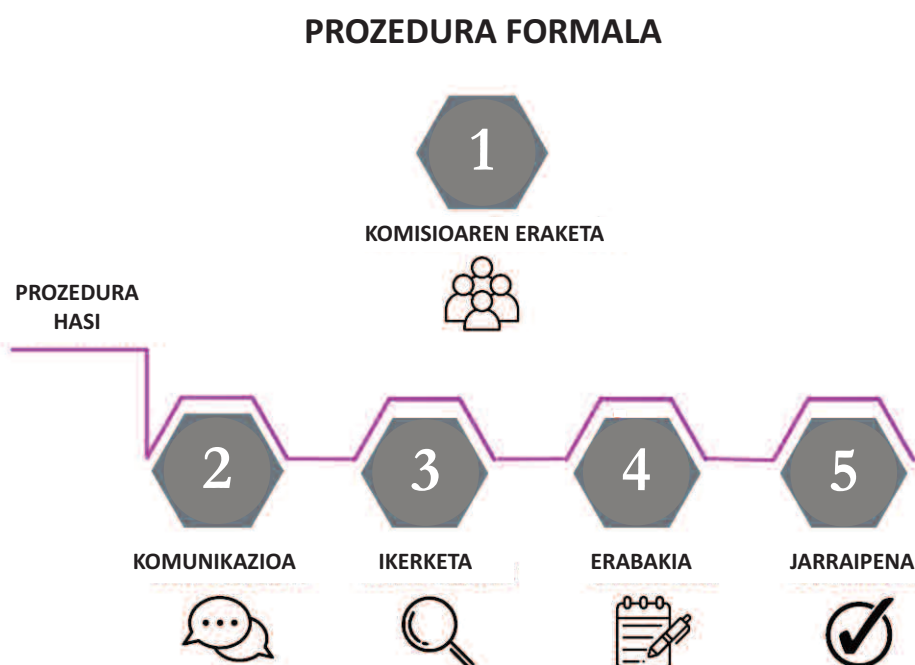 PROZEDURA FORMALA
1
KOMISIOAREN ERAKETA
PROZEDURA
HASI
2
3
4
5
KOMUNIKAZIOA
IKERKETA
ERABAKIA
JARRAIPENA